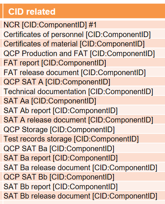 CID related
NCR [CID:ComponentID] #1
Certificates of personnel [CID:ComponentID]
Certificates of material [CID:ComponentID]
QCP Production and FAT [CID:ComponentID]
FAT report [CID:ComponentID]
FAT release document [CID:ComponentID]
QCP SAT A [CID:ComponentID]
Technical documentation [CID:ComponentID]
SAT Aa [CID:ComponentID]
SAT Ab report [CID:ComponentID]
SAT A release document [CID:ComponentID]
QCP Storage [CID:ComponentID]
Test records storage [CID:ComponentID]
QCP SAT Ba [CID:ComponentID]
SAT Ba report [CID:ComponentID]
SAT Ba release document [CID:ComponentID]
QCP SAT Bb [CID:ComponentID]
SAT Bb report [CID:ComponentID]
SAT Bb release document [CID:ComponentID]